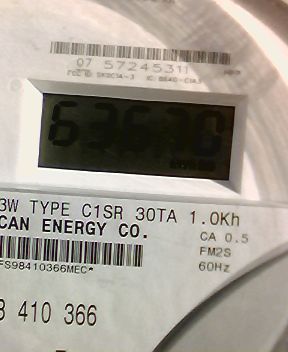 07 57245311
63
3W TYPE C1SR 30TA 1.0Kh
CAN ENERGY CO.
CA 0.5
FM2S
60Hz
FS98410366MEC*
410 366